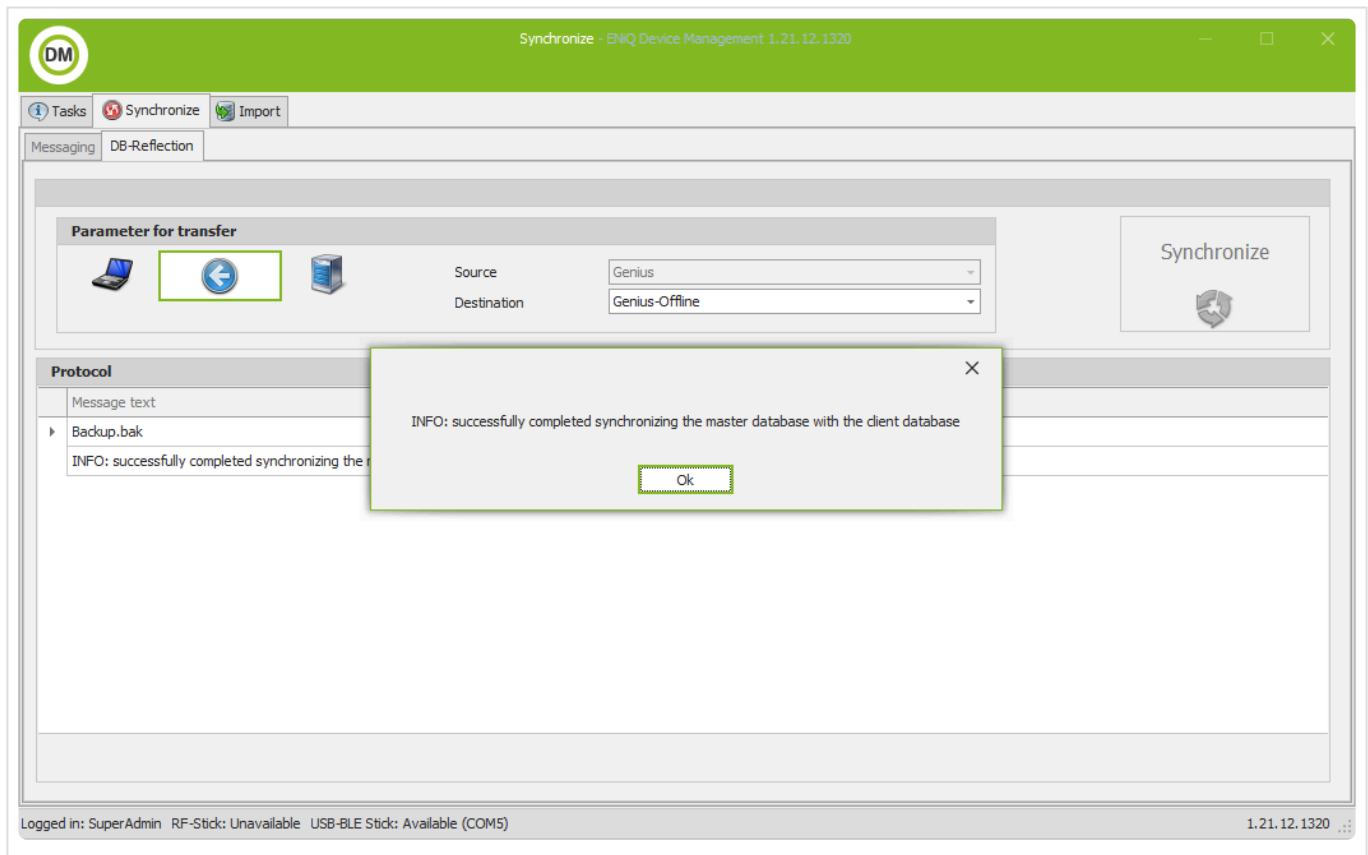 DM
Synchronize - ENiQ Device Management 1.21.12.1320
Tasks Synchronize Import
Messaging DB-Reflection
Parameter for transfer
Source Genius
Destination Genius-Offline
Synchronize
Protocol
Message text
Backup.bak
INFO: successfully completed synchronizing the
INFO: successfully completed synchronizing the master database with the client database
Ok
Logged in: SuperAdmin RF-Stick: Unavailable USB-BLE Stick: Available (COM5) 1.21.12.1320